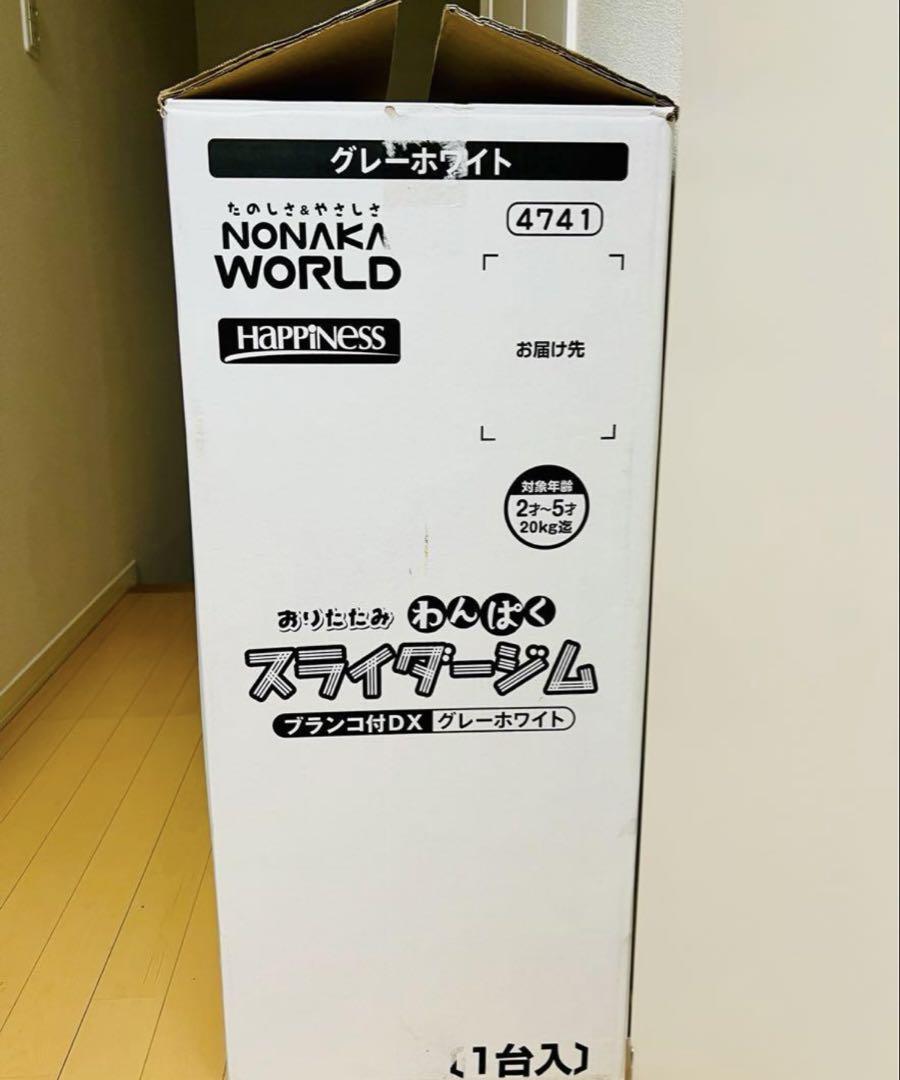 グレーホワイト
たのしさ&やさしさ
NONAKA
WORLD
4741
HaPPiNess
お届け先
対象年齢
2才~5才
20kg迄
おりたたみ わんぱく
スライダージム
ブランコ付DX グレーホワイト
〔1台入〕